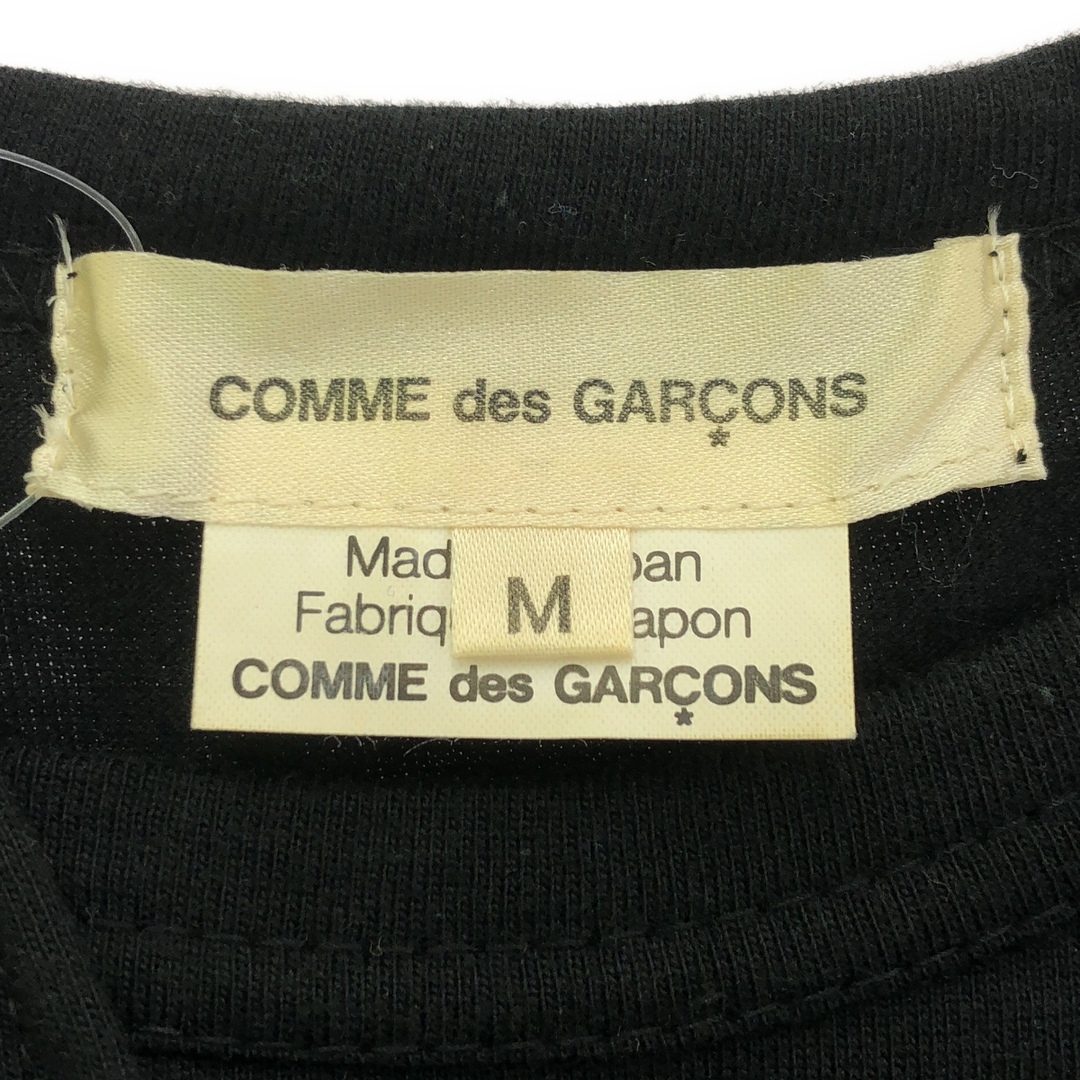 COMME des GARÇONS
Mad pan
M
Fabriq apon
COMME des GARÇONS